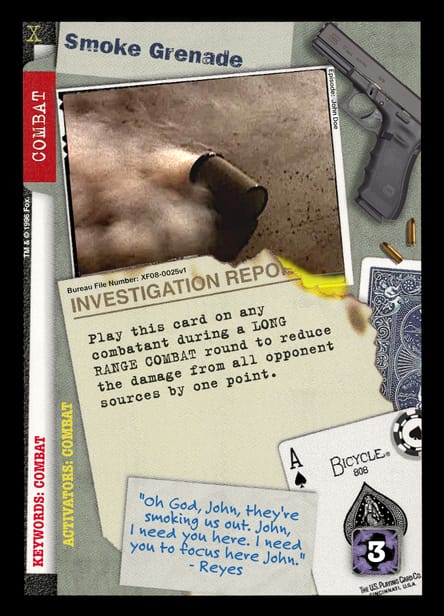 X
Smoke Grenade
COMBAT
Episode: John Doe
TM & © 1996 Fox.
Bureau File Number: XF08-0025v1
INVESTIGATION REPO
Play this card on any
combatant during a LONG
RANGE COMBAT round to reduce
the damage from all opponent
sources by one point.
KEYWORDS: COMBAT
ACTIVATORS: COMBAT
A
BICYCLE®
808
"Oh God, John, they're
smoking us out. John,
I need you here. I need
you to focus here John."
- Reyes
3
THE U.S. PLAYING CARD CO.
CINCINNATI, U.S.A.